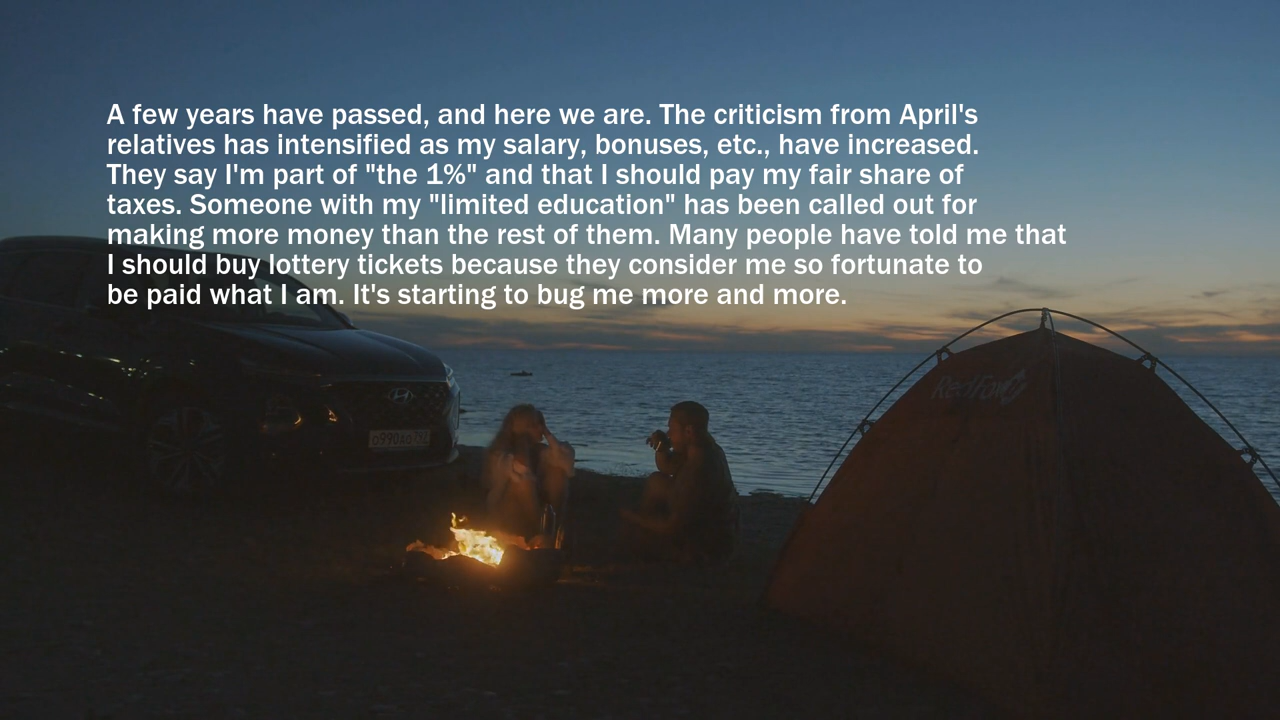 A few years have passed, and here we are. The criticism from April's
relatives has intensified as my salary, bonuses, etc., have increased.
They say I'm part of "the 1%" and that I should pay my fair share of
taxes. Someone with my "limited education" has been called out for
making more money than the rest of them. Many people have told me that
I should buy lottery tickets because they consider me so fortunate to
be paid what I am. It's starting to bug me more and more.
RedFox